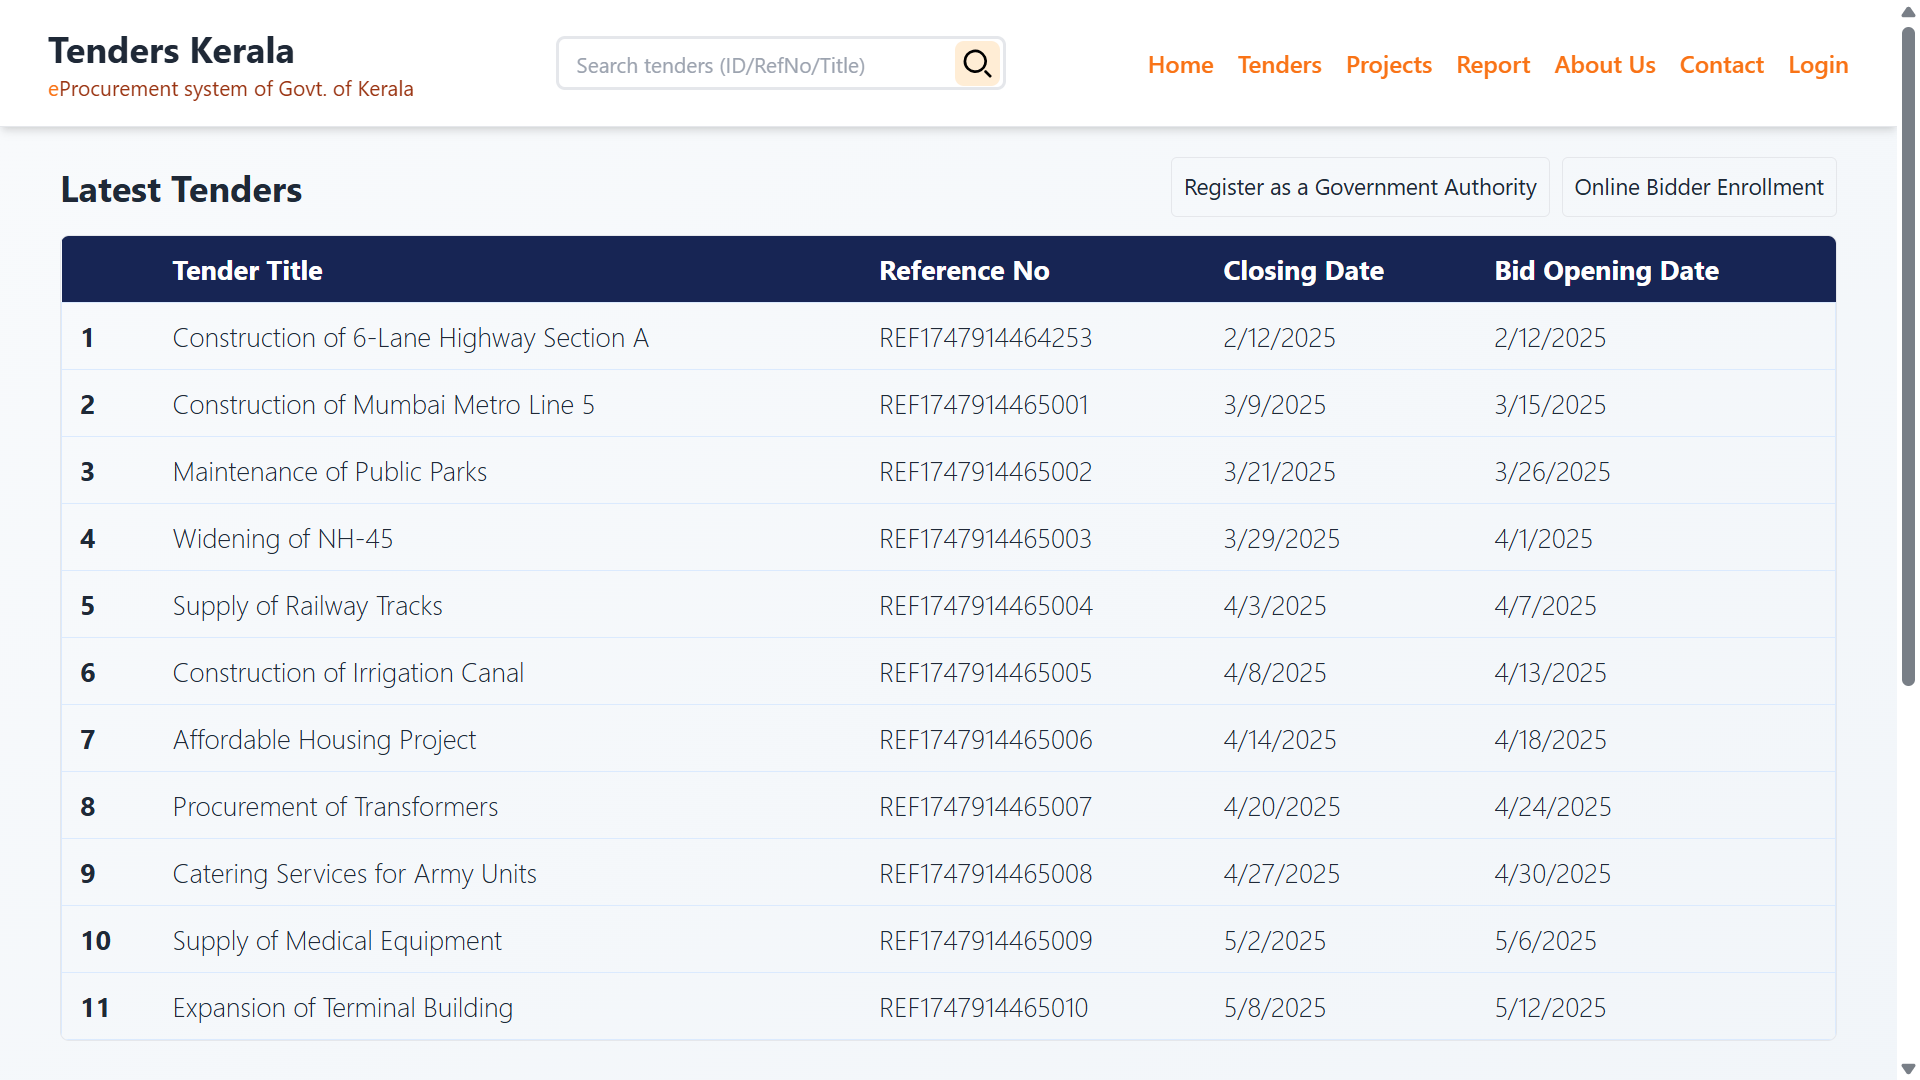 Tenders Kerala
eProcurement system of Govt. of Kerala
Search tenders (ID/RefNo/Title)
Home Tenders Projects Report About Us Contact Login
Latest Tenders
Register as a Government Authority Online Bidder Enrollment
Tender Title Reference No Closing Date Bid Opening Date
1 Construction of 6-Lane Highway Section A REF1747914464253 2/12/2025 2/12/2025
2 Construction of Mumbai Metro Line 5 REF1747914465001 3/9/2025 3/15/2025
3 Maintenance of Public Parks REF1747914465002 3/21/2025 3/26/2025
4 Widening of NH-45 REF1747914465003 3/29/2025 4/1/2025
5 Supply of Railway Tracks REF1747914465004 4/3/2025 4/7/2025
6 Construction of Irrigation Canal REF1747914465005 4/8/2025 4/13/2025
7 Affordable Housing Project REF1747914465006 4/14/2025 4/18/2025
8 Procurement of Transformers REF1747914465007 4/20/2025 4/24/2025
9 Catering Services for Army Units REF1747914465008 4/27/2025 4/30/2025
10 Supply of Medical Equipment REF1747914465009 5/2/2025 5/6/2025
11 Expansion of Terminal Building REF1747914465010 5/8/2025 5/12/2025